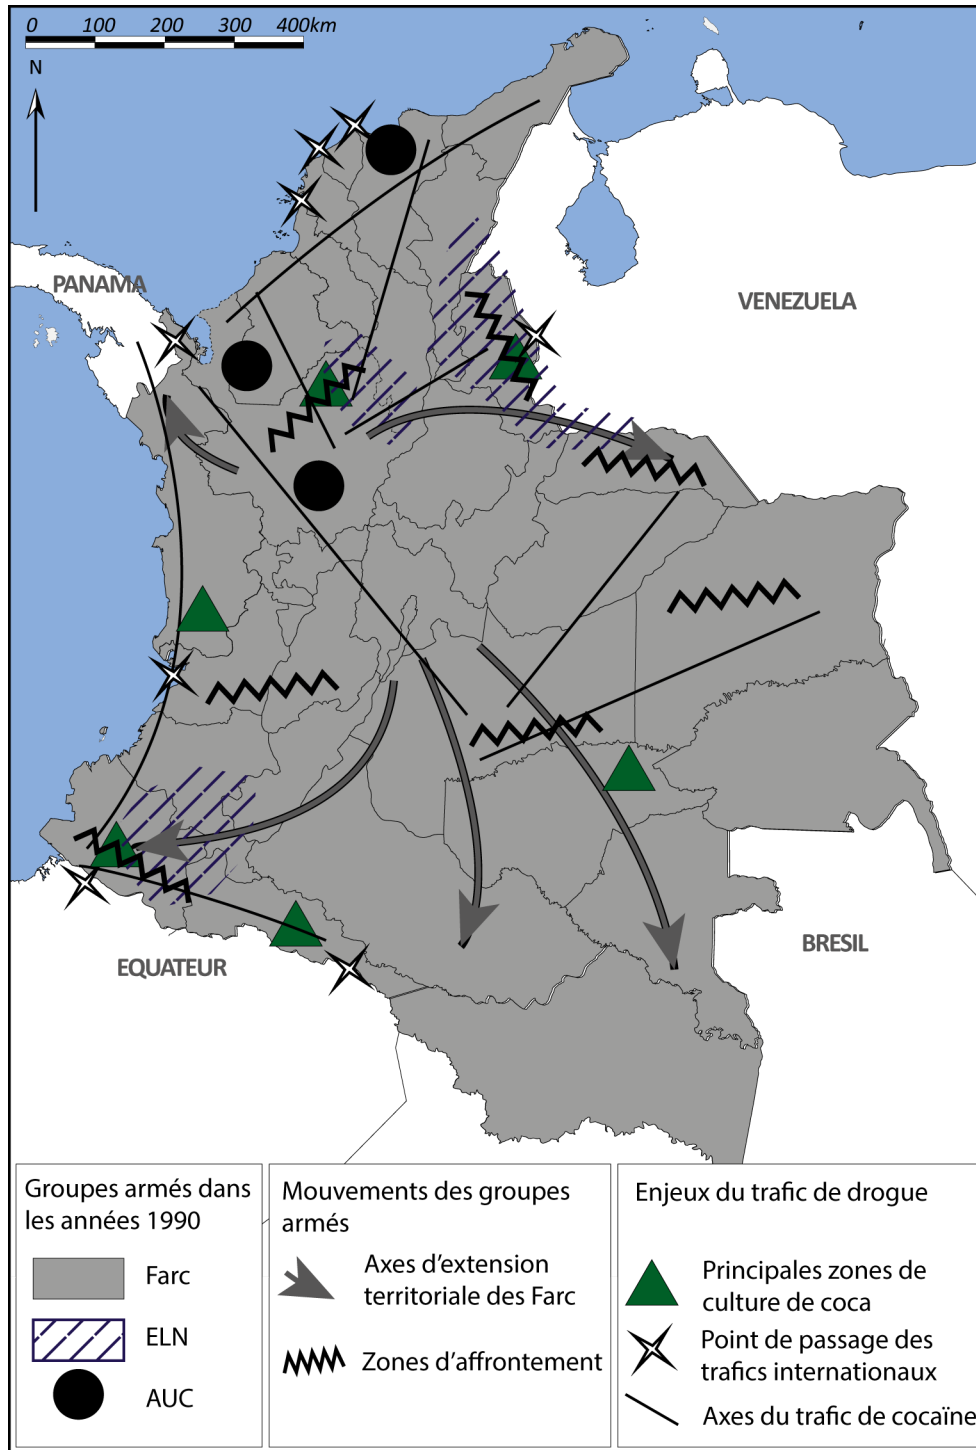 0 100 200 300 400km
N
PANAMA
VENEZUELA
BRESIL
EQUATEUR
Groupes armés dans
les années 1990
Farc
ELN
AUC
Mouvements des groupes
armés
Axes d'extension
territoriale des Farc
Zones d'affrontement
Enjeux du trafic de drogue
Principales zones de
culture de coca
Point de passage des
trafics internationaux
Axes du trafic de cocaïne